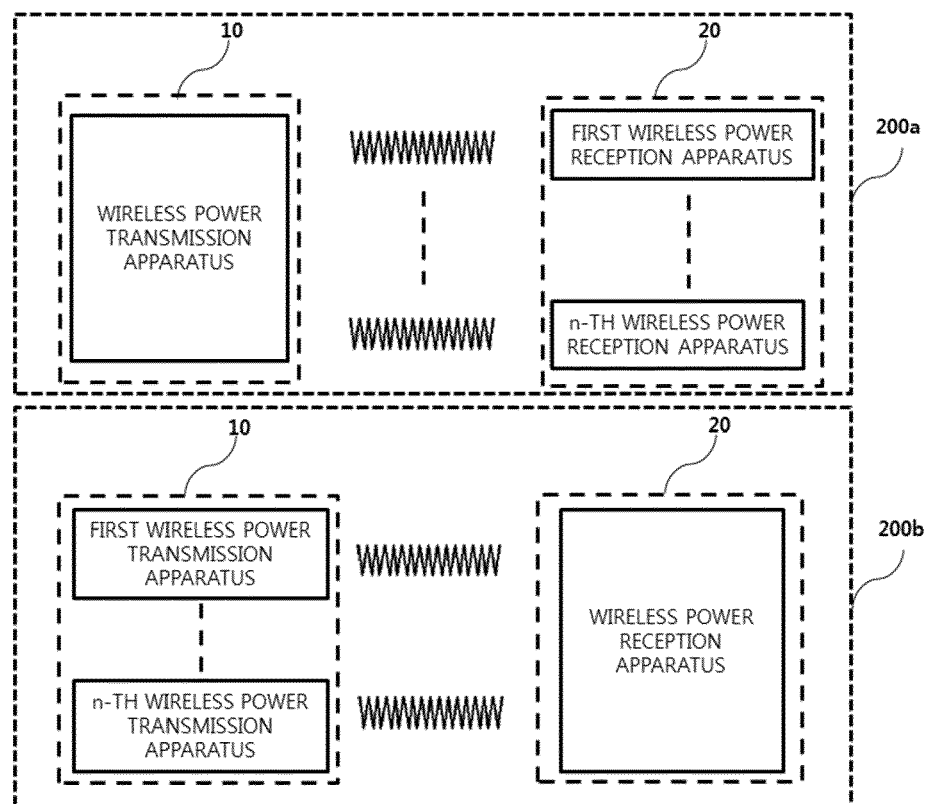 10
20
200a
WIRELESS POWER
TRANSMISSION
APPARATUS
FIRST WIRELESS POWER
RECEPTION APPARATUS
n-TH WIRELESS POWER
RECEPTION APPARATUS
10
20
200b
FIRST WIRELESS POWER
TRANSMISSION
APPARATUS
n-TH WIRELESS POWER
TRANSMISSION
APPARATUS
WIRELESS POWER
RECEPTION
APPARATUS